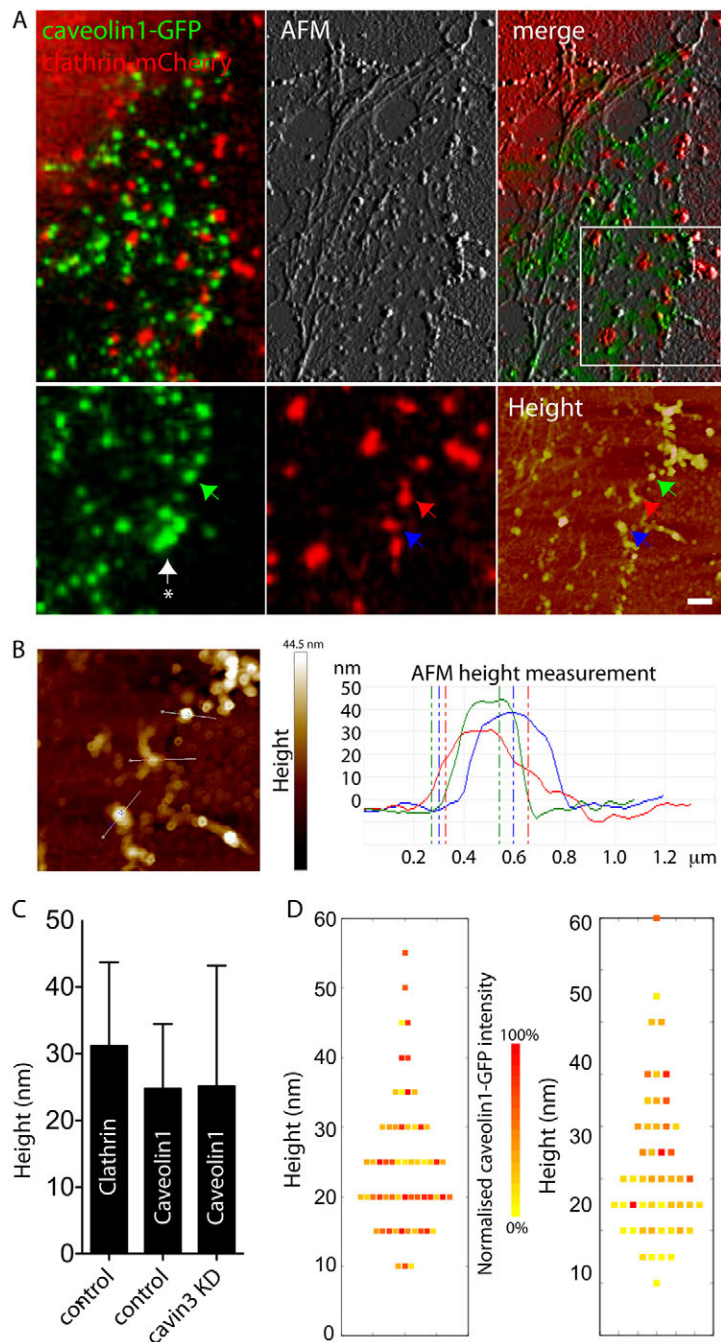 A
caveolin1-GFP
clathrin-mCherry
AFM
merge
*
Height
B
44.5 nm
Height
nm
AFM height measurement
50
40
30
20
10
0
0.2 0.4 0.6 0.8 1.0 1.2 μm
C
Height (nm)
50
40
30
20
10
0
Clathrin
Caveolin1
Caveolin1
control
control
cavin3 KD
D
Height (nm)
60
50
40
30
20
10
0
Normalised caveolin1-GFP intensity
100%
0%
Height (nm)
60
50
40
30
20
10